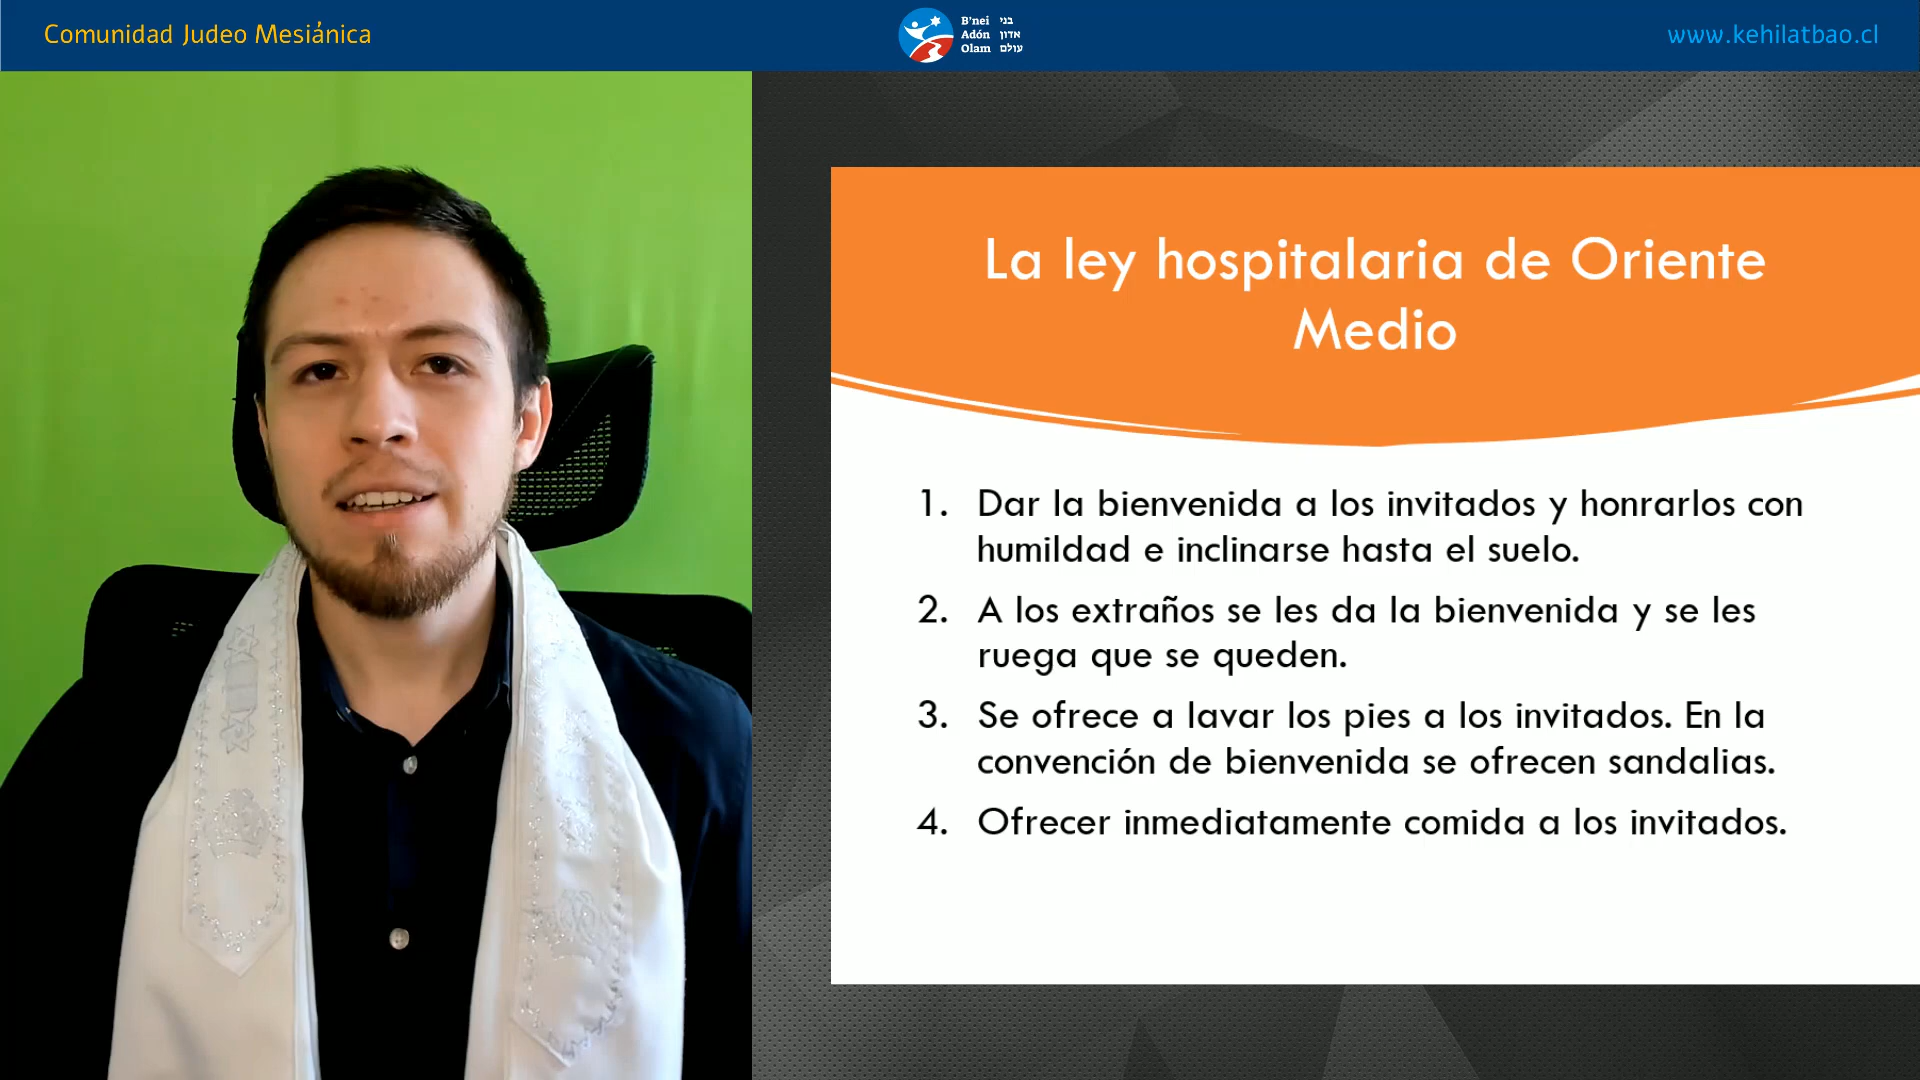 Comunidad Judeo Mesiánica
B'nei בני
Adón אדון
Olam עולם
www.kehilatbao.cl
La ley hospitalaria de Oriente
Medio
1. Dar la bienvenida a los invitados y honrarlos con
humildad e inclinarse hasta el suelo.
2. A los extraños se les da la bienvenida y se les
ruega que se queden.
3. Se ofrece a lavar los pies a los invitados. En la
convención de bienvenida se ofrecen sandalias.
4. Ofrecer inmediatamente comida a los invitados.